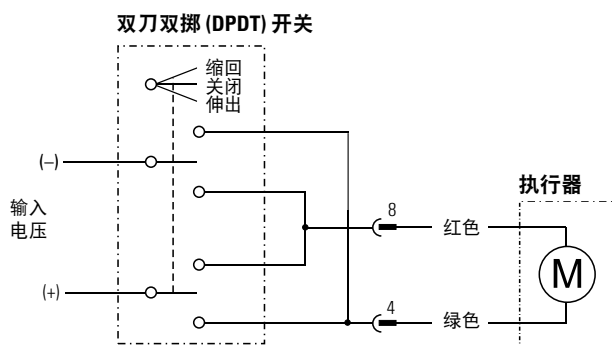 双刀双掷 (DPDT) 开关
缩回
关闭
伸出
(–)
输入
电压
(+)
8
红色
4
绿色
执行器
M